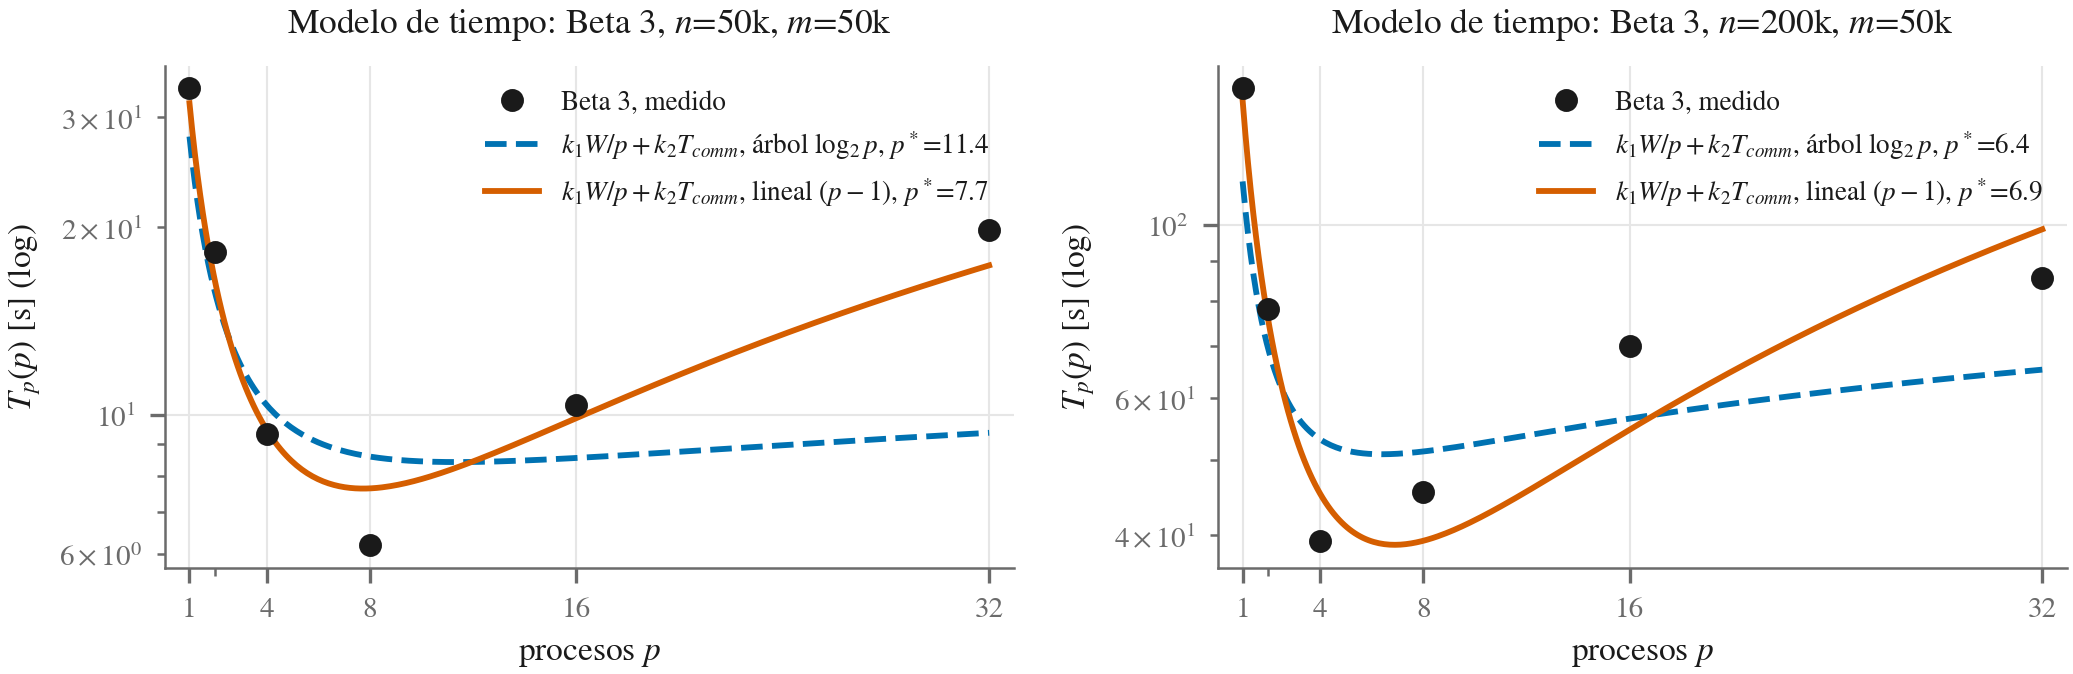 Modelo de tiempo: Beta 3, n=50k, m=50k
Beta 3, medido
k₁W/p + k₂T_comm, árbol log₂ p, p*=11.4
k₁W/p + k₂T_comm, lineal (p − 1), p*=7.7
T_p(p) [s] (log)
3×10¹
2×10¹
10¹
6×10⁰
1 4 8 16 32
procesos p
Modelo de tiempo: Beta 3, n=200k, m=50k
Beta 3, medido
k₁W/p + k₂T_comm, árbol log₂ p, p*=6.4
k₁W/p + k₂T_comm, lineal (p − 1), p*=6.9
T_p(p) [s] (log)
10²
6×10¹
4×10¹
1 4 8 16 32
procesos p